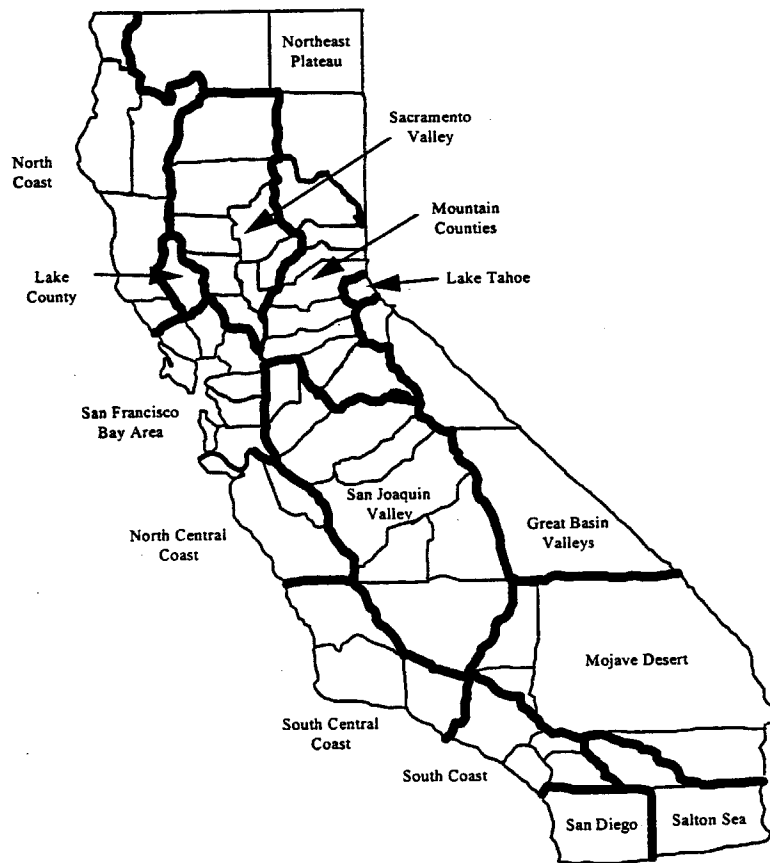 Northeast
Plateau
Sacramento
Valley
North
Coast
Mountain
Counties
Lake
County
Lake Tahoe
San Francisco
Bay Area
San Joaquin
Valley
North Central
Coast
Great Basin
Valleys
Mojave Desert
South Central
Coast
South Coast
San Diego
Salton Sea